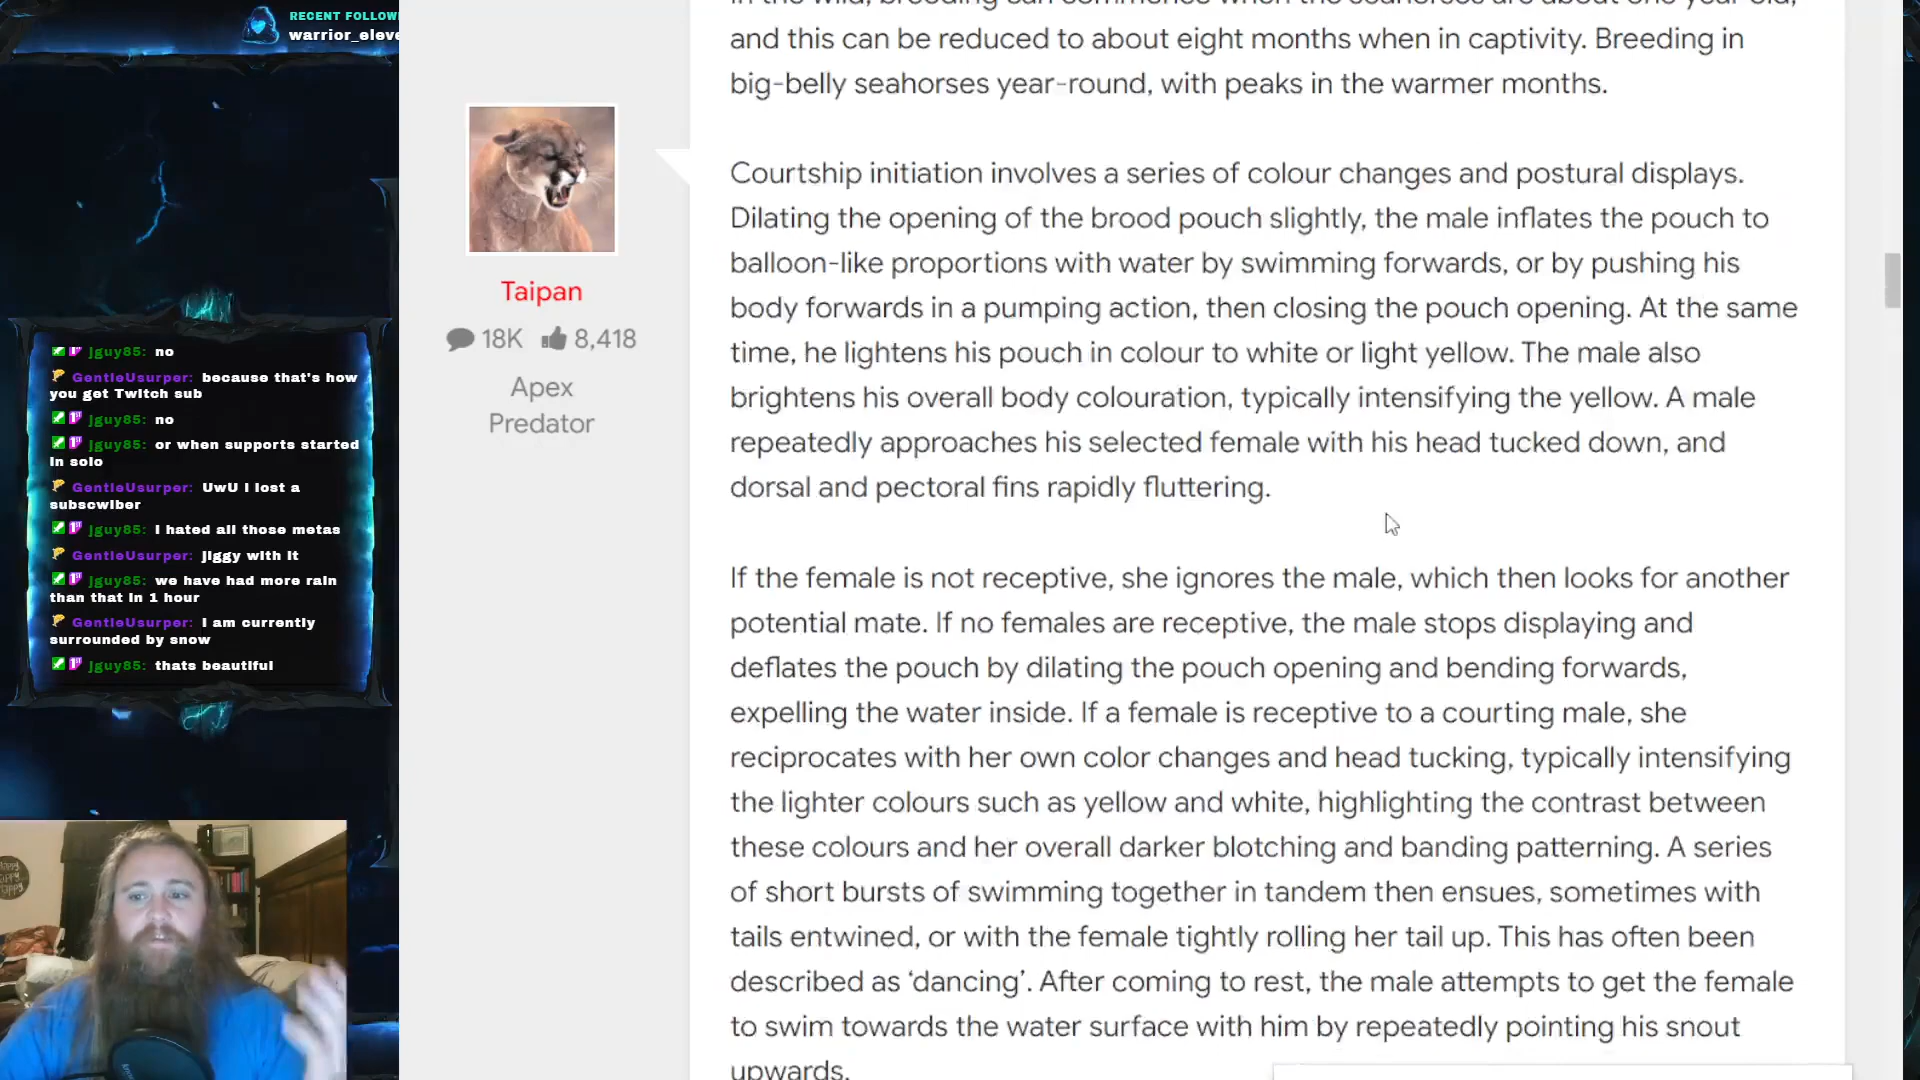 RECENT FOLLOW
warrior_eleve
jguy85: no
GentleUsurper: because that's how
you get Twitch sub
jguy85: no
jguy85: or when supports started
in solo
GentleUsurper: UwU I lost a
subscwiber
jguy85: I hated all those metas
GentleUsurper: jiggy with it
jguy85: we have had more rain
than that in 1 hour
GentleUsurper: I am currently
surrounded by snow
jguy85: thats beautiful
Taipan
18K 8,418
Apex
Predator
and this can be reduced to about eight months when in captivity. Breeding in
big-belly seahorses year-round, with peaks in the warmer months.
Courtship initiation involves a series of colour changes and postural displays.
Dilating the opening of the brood pouch slightly, the male inflates the pouch to
balloon-like proportions with water by swimming forwards, or by pushing his
body forwards in a pumping action, then closing the pouch opening. At the same
time, he lightens his pouch in colour to white or light yellow. The male also
brightens his overall body colouration, typically intensifying the yellow. A male
repeatedly approaches his selected female with his head tucked down, and
dorsal and pectoral fins rapidly fluttering.
If the female is not receptive, she ignores the male, which then looks for another
potential mate. If no females are receptive, the male stops displaying and
deflates the pouch by dilating the pouch opening and bending forwards,
expelling the water inside. If a female is receptive to a courting male, she
reciprocates with her own color changes and head tucking, typically intensifying
the lighter colours such as yellow and white, highlighting the contrast between
these colours and her overall darker blotching and banding patterning. A series
of short bursts of swimming together in tandem then ensues, sometimes with
tails entwined, or with the female tightly rolling her tail up. This has often been
described as ‘dancing’. After coming to rest, the male attempts to get the female
to swim towards the water surface with him by repeatedly pointing his snout
upwards.